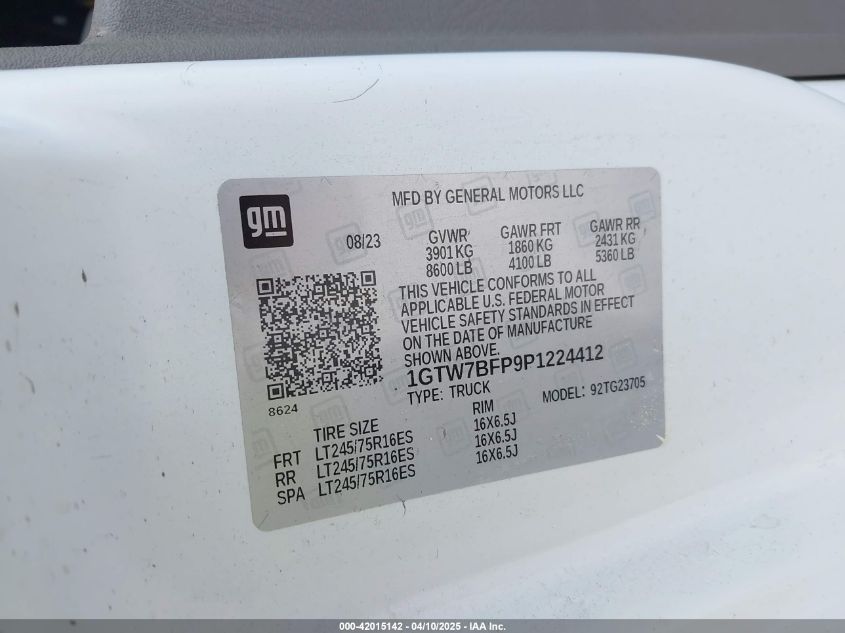 gm
MFD BY GENERAL MOTORS LLC
08/23
GVWR GAWR FRT GAWR RR
3901 KG 1860 KG 2431 KG
8600 LB 4100 LB 5360 LB
THIS VEHICLE CONFORMS TO ALL
APPLICABLE U.S. FEDERAL MOTOR
VEHICLE SAFETY STANDARDS IN EFFECT
ON THE DATE OF MANUFACTURE
SHOWN ABOVE.
1GTW7BFP9P1224412
TYPE: TRUCK MODEL: 92TG23705
8624
TIRE SIZE RIM
FRT LT245/75R16ES 16X6.5J
RR LT245/75R16ES 16X6.5J
SPA LT245/75R16ES 16X6.5J
000-42015142 - 04/10/2025 - IAA Inc.